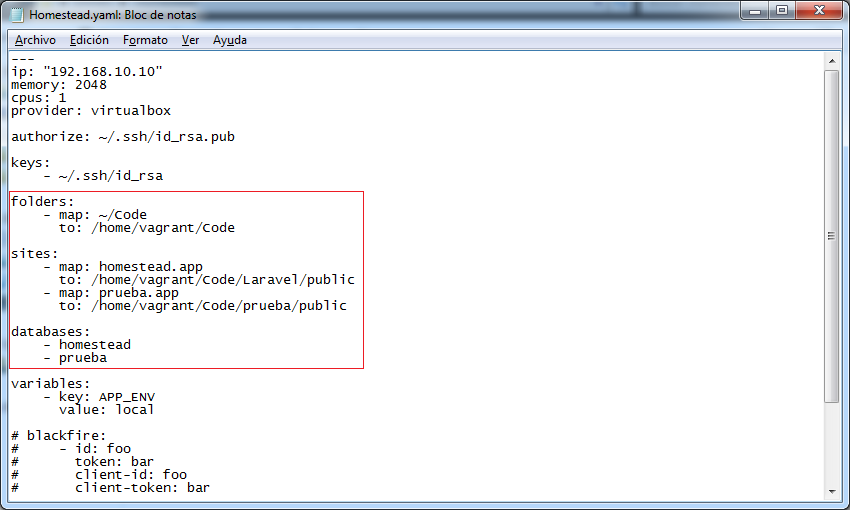 Homestead.yaml: Bloc de notas
Archivo Edición Formato Ver Ayuda
---
ip: "192.168.10.10"
memory: 2048
cpus: 1
provider: virtualbox
authorize: ~/.ssh/id_rsa.pub
keys:
    - ~/.ssh/id_rsa
folders:
    - map: ~/Code
      to: /home/vagrant/Code
sites:
    - map: homestead.app
      to: /home/vagrant/Code/Laravel/public
    - map: prueba.app
      to: /home/vagrant/Code/prueba/public
databases:
    - homestead
    - prueba
variables:
    - key: APP_ENV
      value: local
# blackfire:
#     - id: foo
#       token: bar
#       client-id: foo
#       client-token: bar